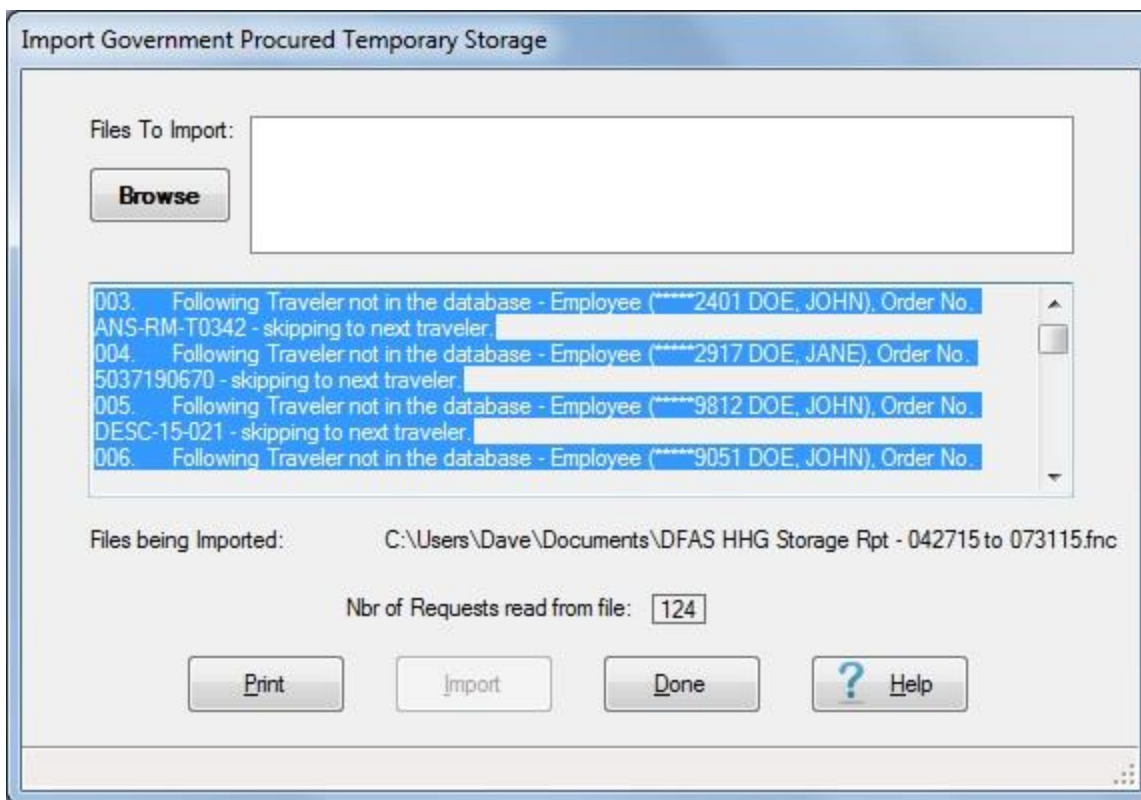 Import Government Procured Temporary Storage
Files To Import:
Browse
003. Following Traveler not in the database - Employee (*****2401 DOE, JOHN), Order No.
ANS-RM-T0342 - skipping to next traveler.
004. Following Traveler not in the database - Employee (*****2917 DOE, JANE), Order No.
5037190670 - skipping to next traveler.
005. Following Traveler not in the database - Employee (*****9812 DOE, JOHN), Order No.
DESC-15-021 - skipping to next traveler.
006. Following Traveler not in the database - Employee (*****9051 DOE, JOHN), Order No.
Files being Imported: C:\Users\Dave\Documents\DFAS HHG Storage Rpt - 042715 to 073115.fnc
Nbr of Requests read from file: 124
Print Import Done ? Help